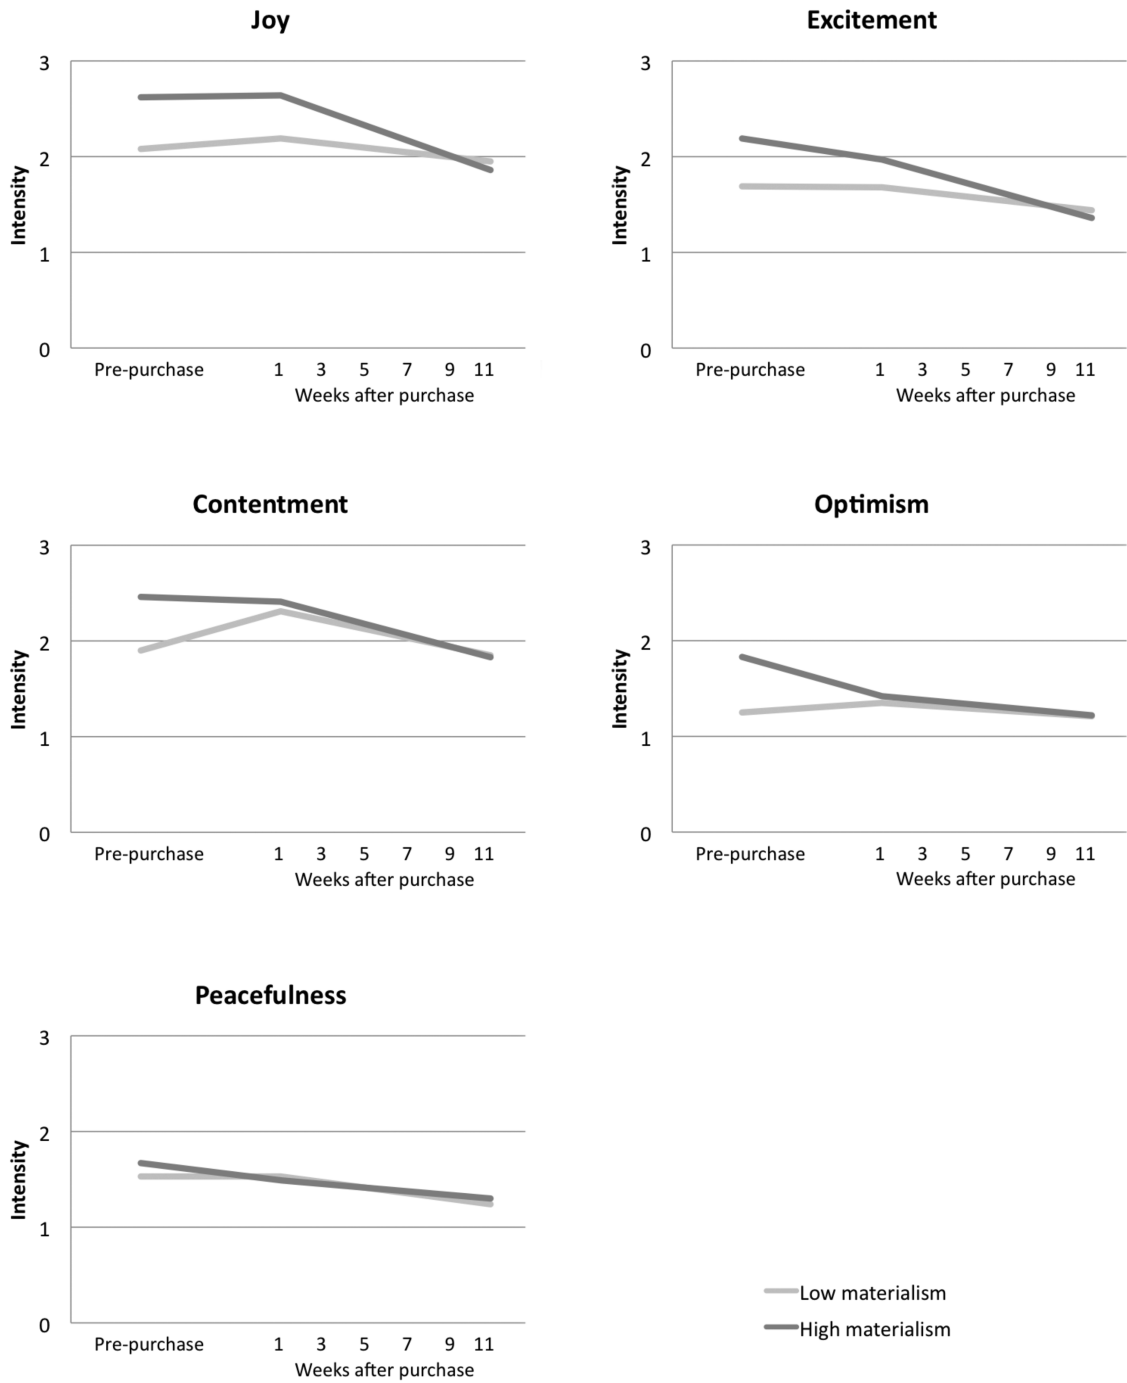 Joy
3
2
1
0
Intensity
Pre-purchase 1 3 5 7 9 11
Weeks after purchase
Excitement
3
2
1
0
Intensity
Pre-purchase 1 3 5 7 9 11
Weeks after purchase
Contentment
3
2
1
0
Intensity
Pre-purchase 1 3 5 7 9 11
Weeks after purchase
Optimism
3
2
1
0
Intensity
Pre-purchase 1 3 5 7 9 11
Weeks after purchase
Peacefulness
3
2
1
0
Intensity
Pre-purchase 1 3 5 7 9 11
Weeks after purchase
Low materialism
High materialism